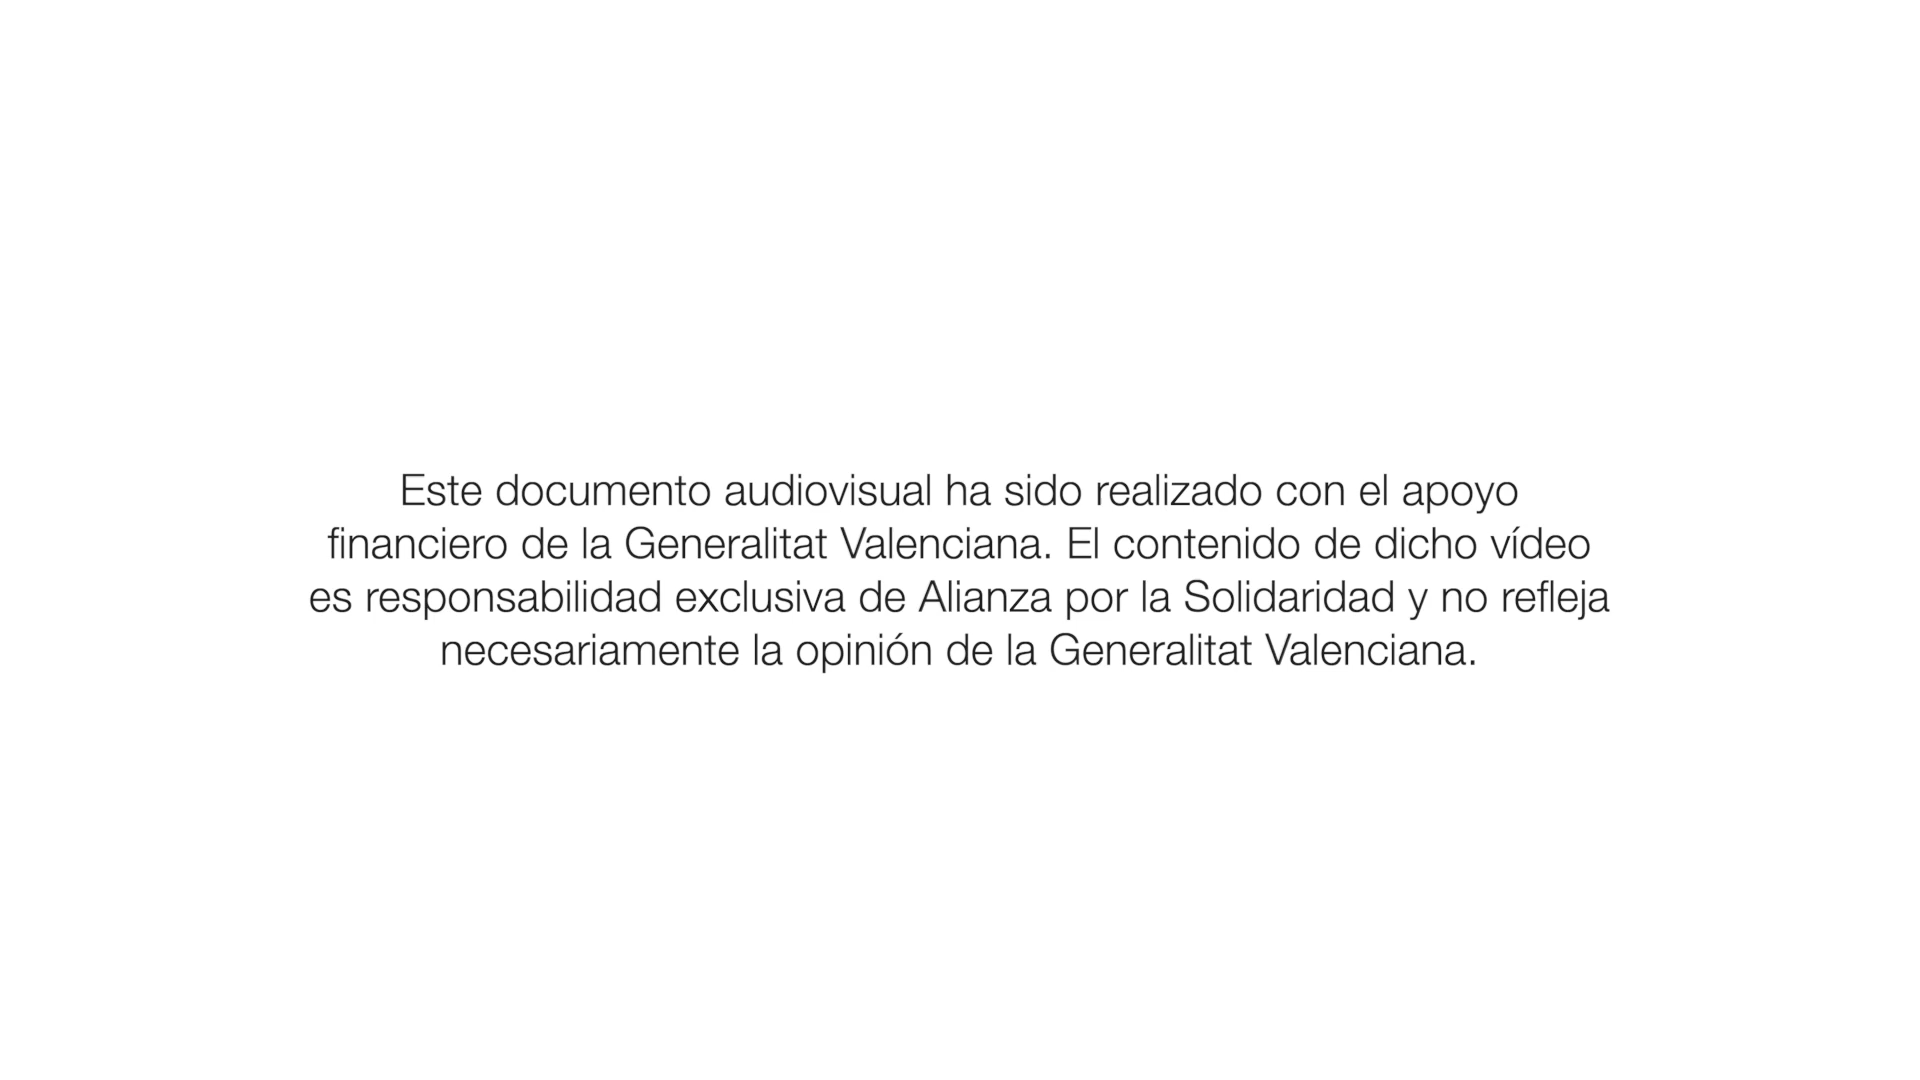 Este documento audiovisual ha sido realizado con el apoyo
financiero de la Generalitat Valenciana. El contenido de dicho vídeo
es responsabilidad exclusiva de Alianza por la Solidaridad y no refleja
necesariamente la opinión de la Generalitat Valenciana.